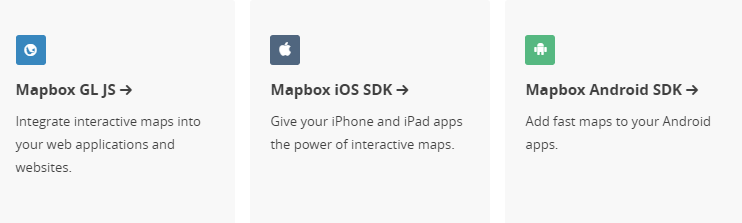 Mapbox GL JS →
Integrate interactive maps into
your web applications and
websites.
Mapbox iOS SDK →
Give your iPhone and iPad apps
the power of interactive maps.
Mapbox Android SDK →
Add fast maps to your Android
apps.